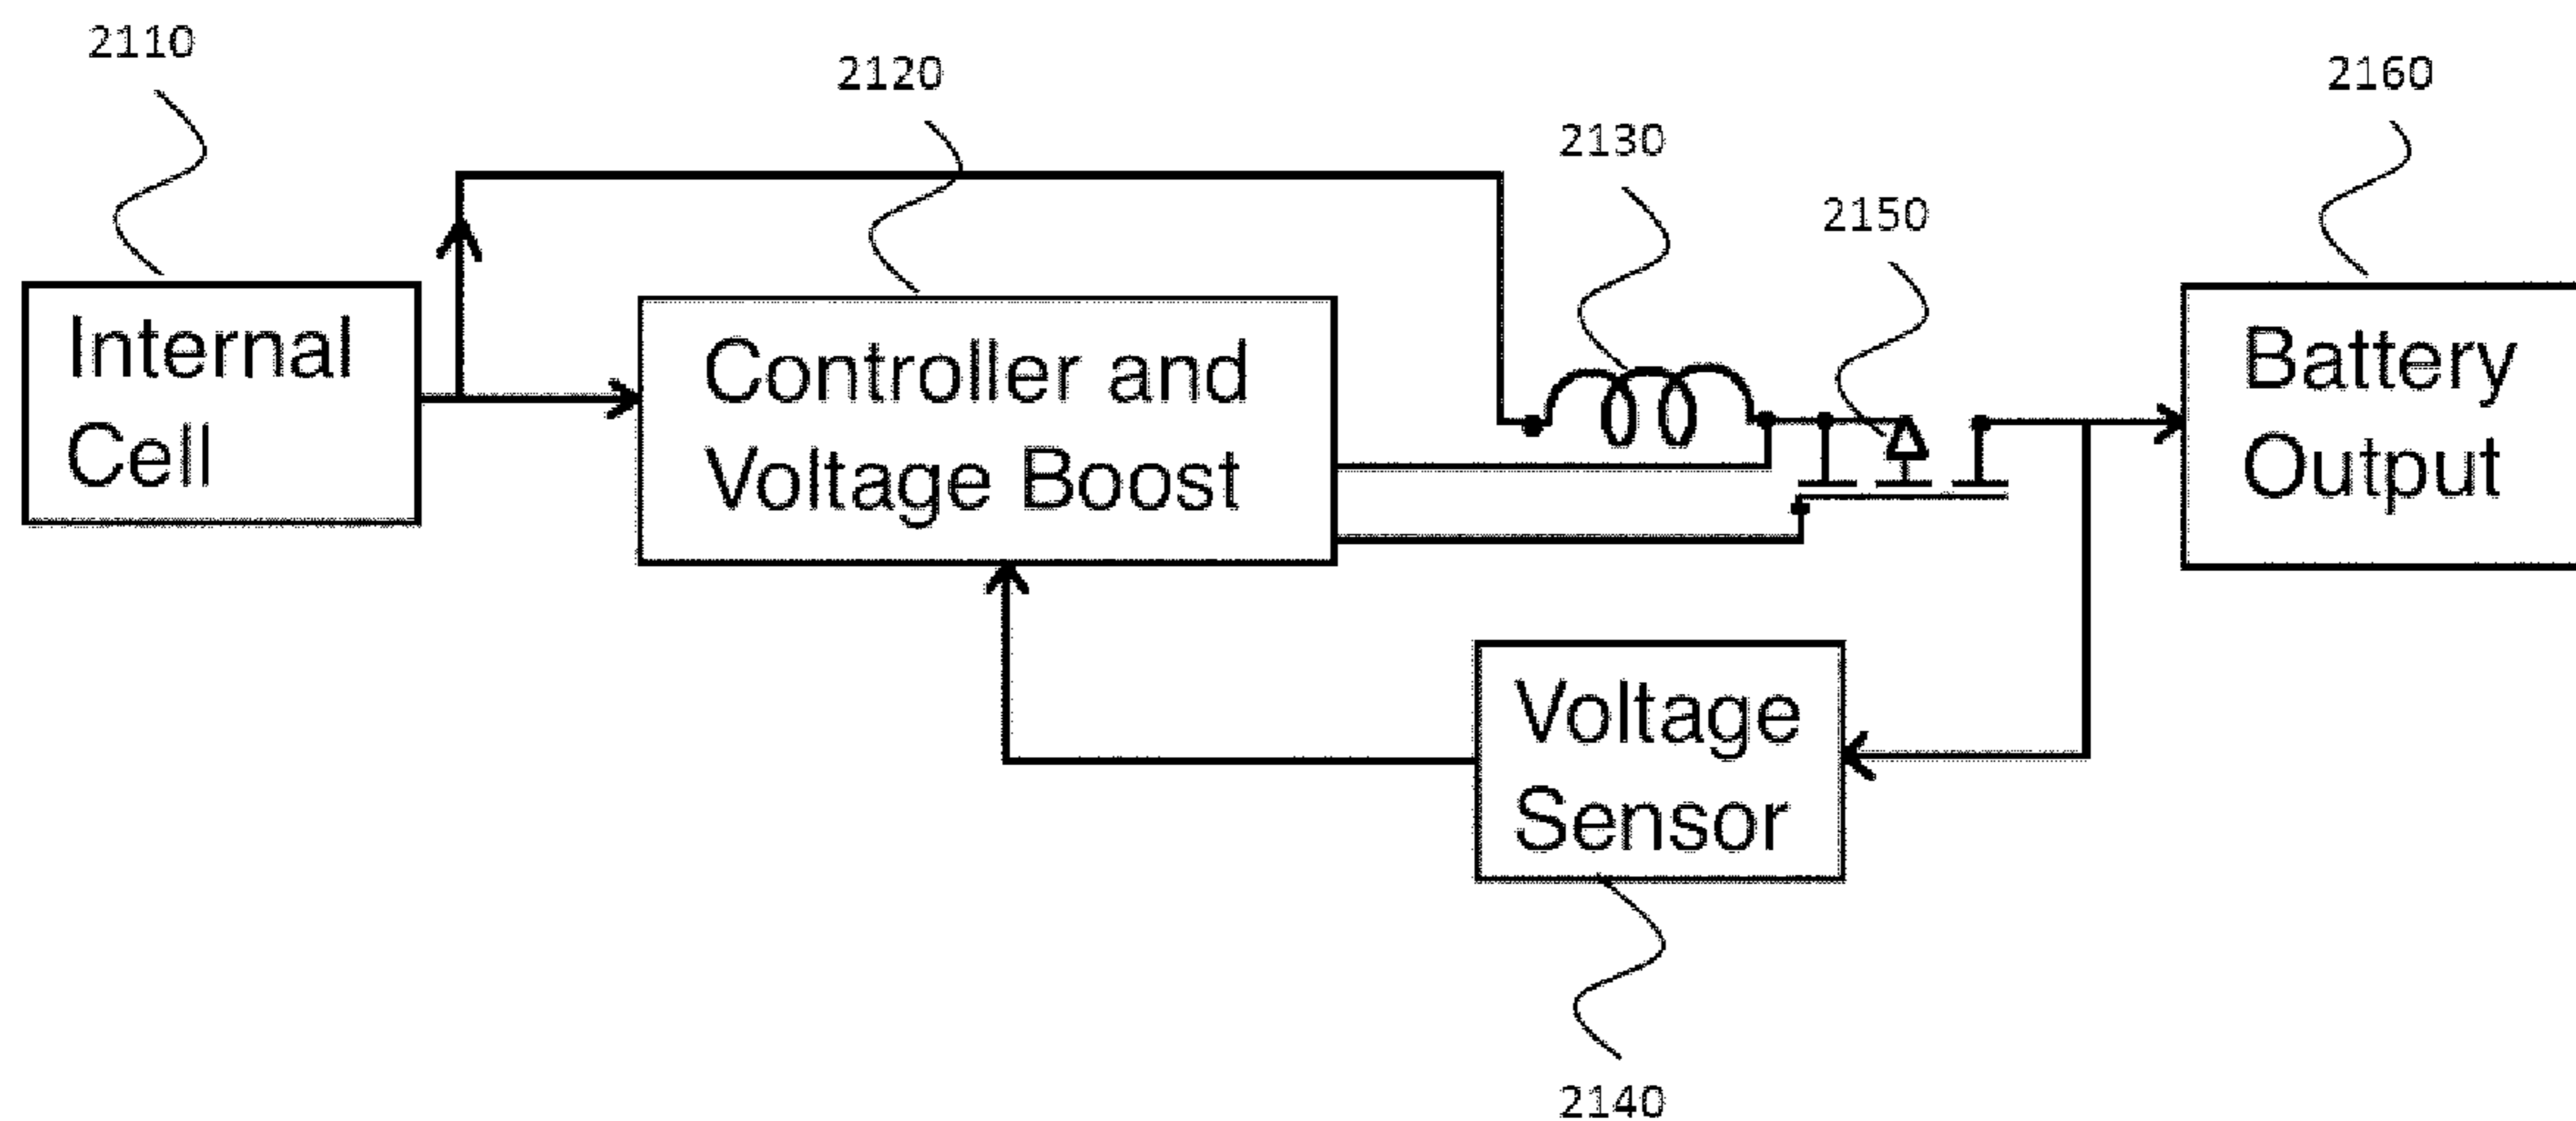 2110
2120
2160
2130
2150
Internal
Cell
Controller and
Voltage Boost
Battery
Output
Voltage
Sensor
2140